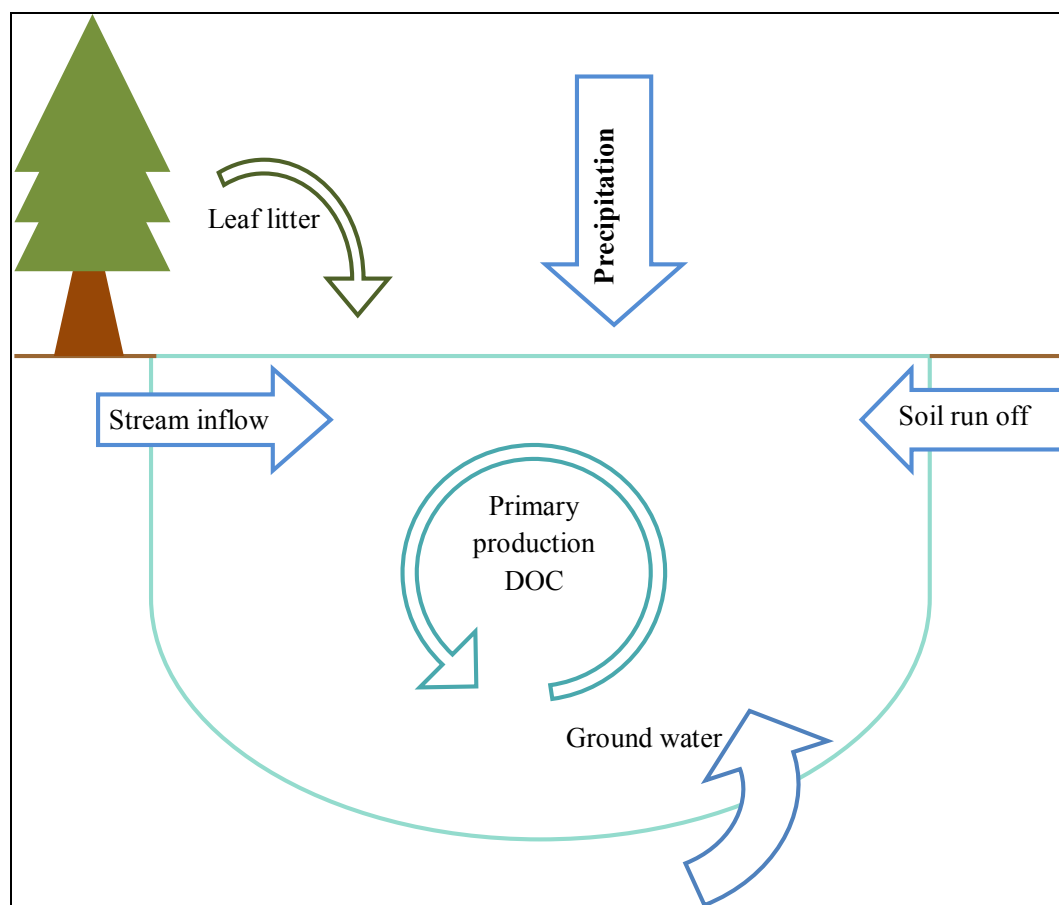 Leaf litter
Precipitation
Stream inflow
Soil run off
Primary
production
DOC
Ground water